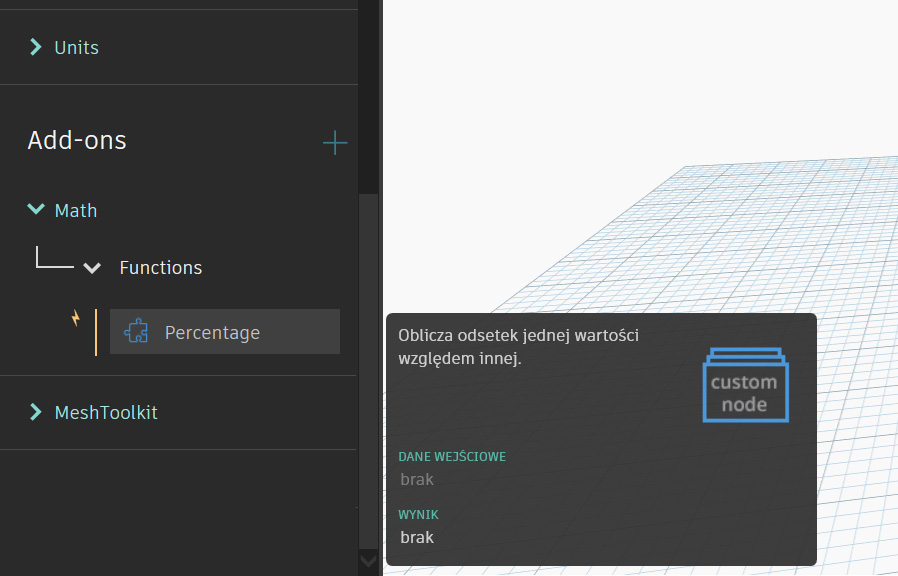 Units
Add-ons
Math
Functions
Percentage
MeshToolkit
Oblicza odsetek jednej wartości
względem innej.
custom
node
DANE WEJŚCIOWE
brak
WYNIK
brak